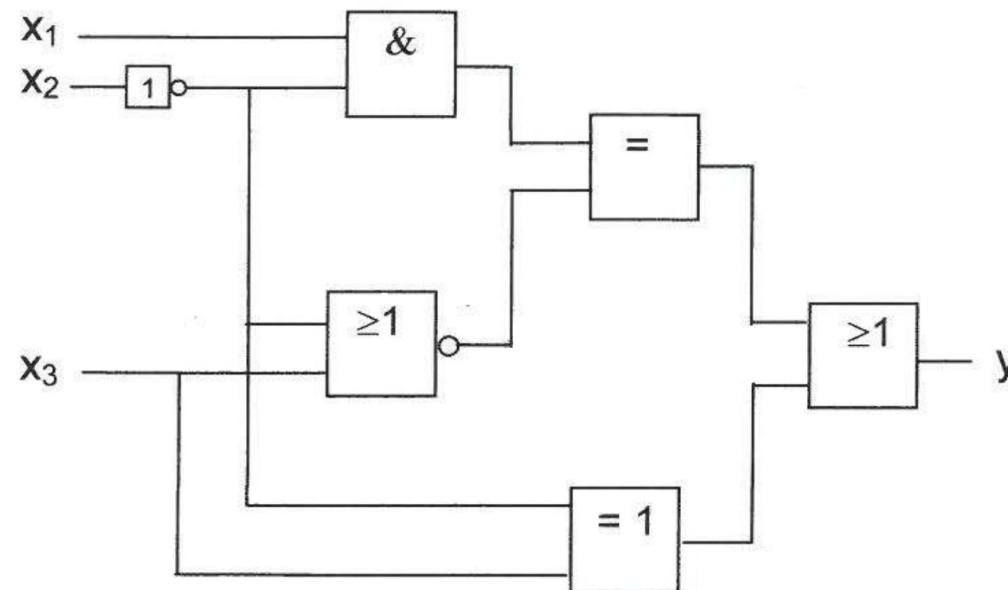 x₁
&
x₂
1
=
≥1
≥1
x₃
y
= 1